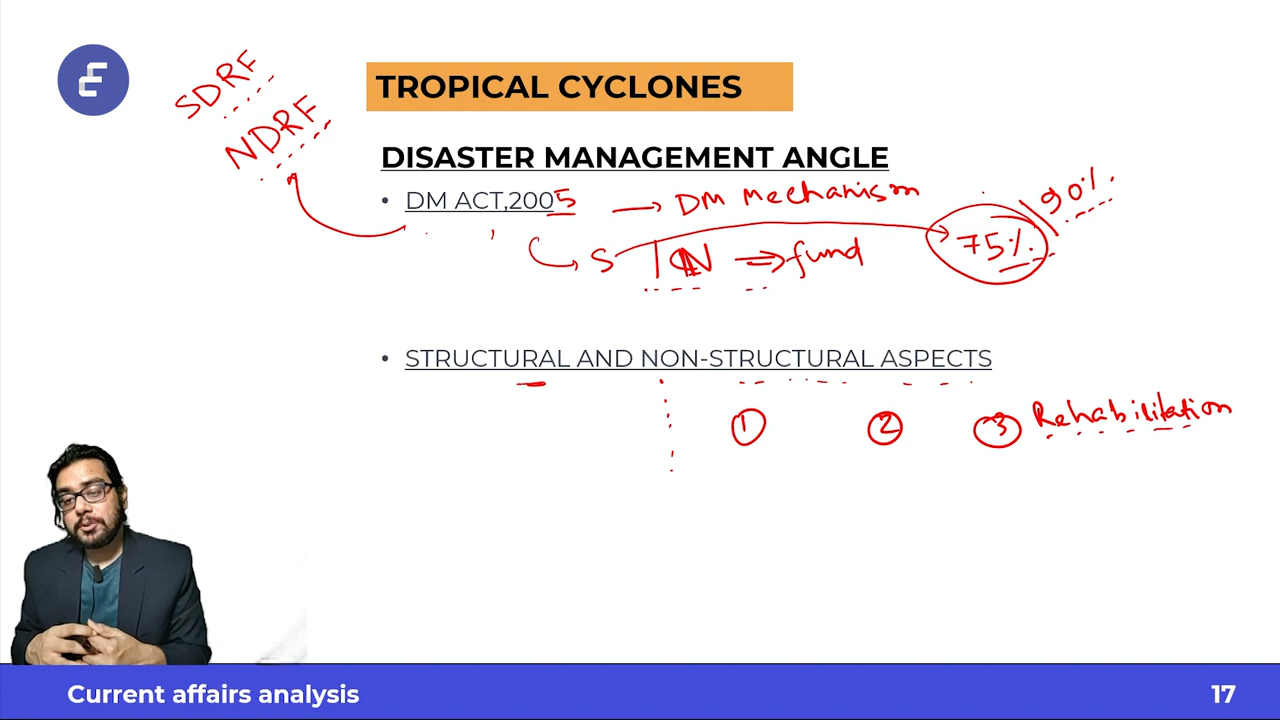 SDRF
NDRF
TROPICAL CYCLONES
DISASTER MANAGEMENT ANGLE
• DM ACT,2005 → DM Mechanism
S | N ⇒ fund 75% | 90%
• STRUCTURAL AND NON-STRUCTURAL ASPECTS
① ② ③ Rehabilitation
Current affairs analysis 17